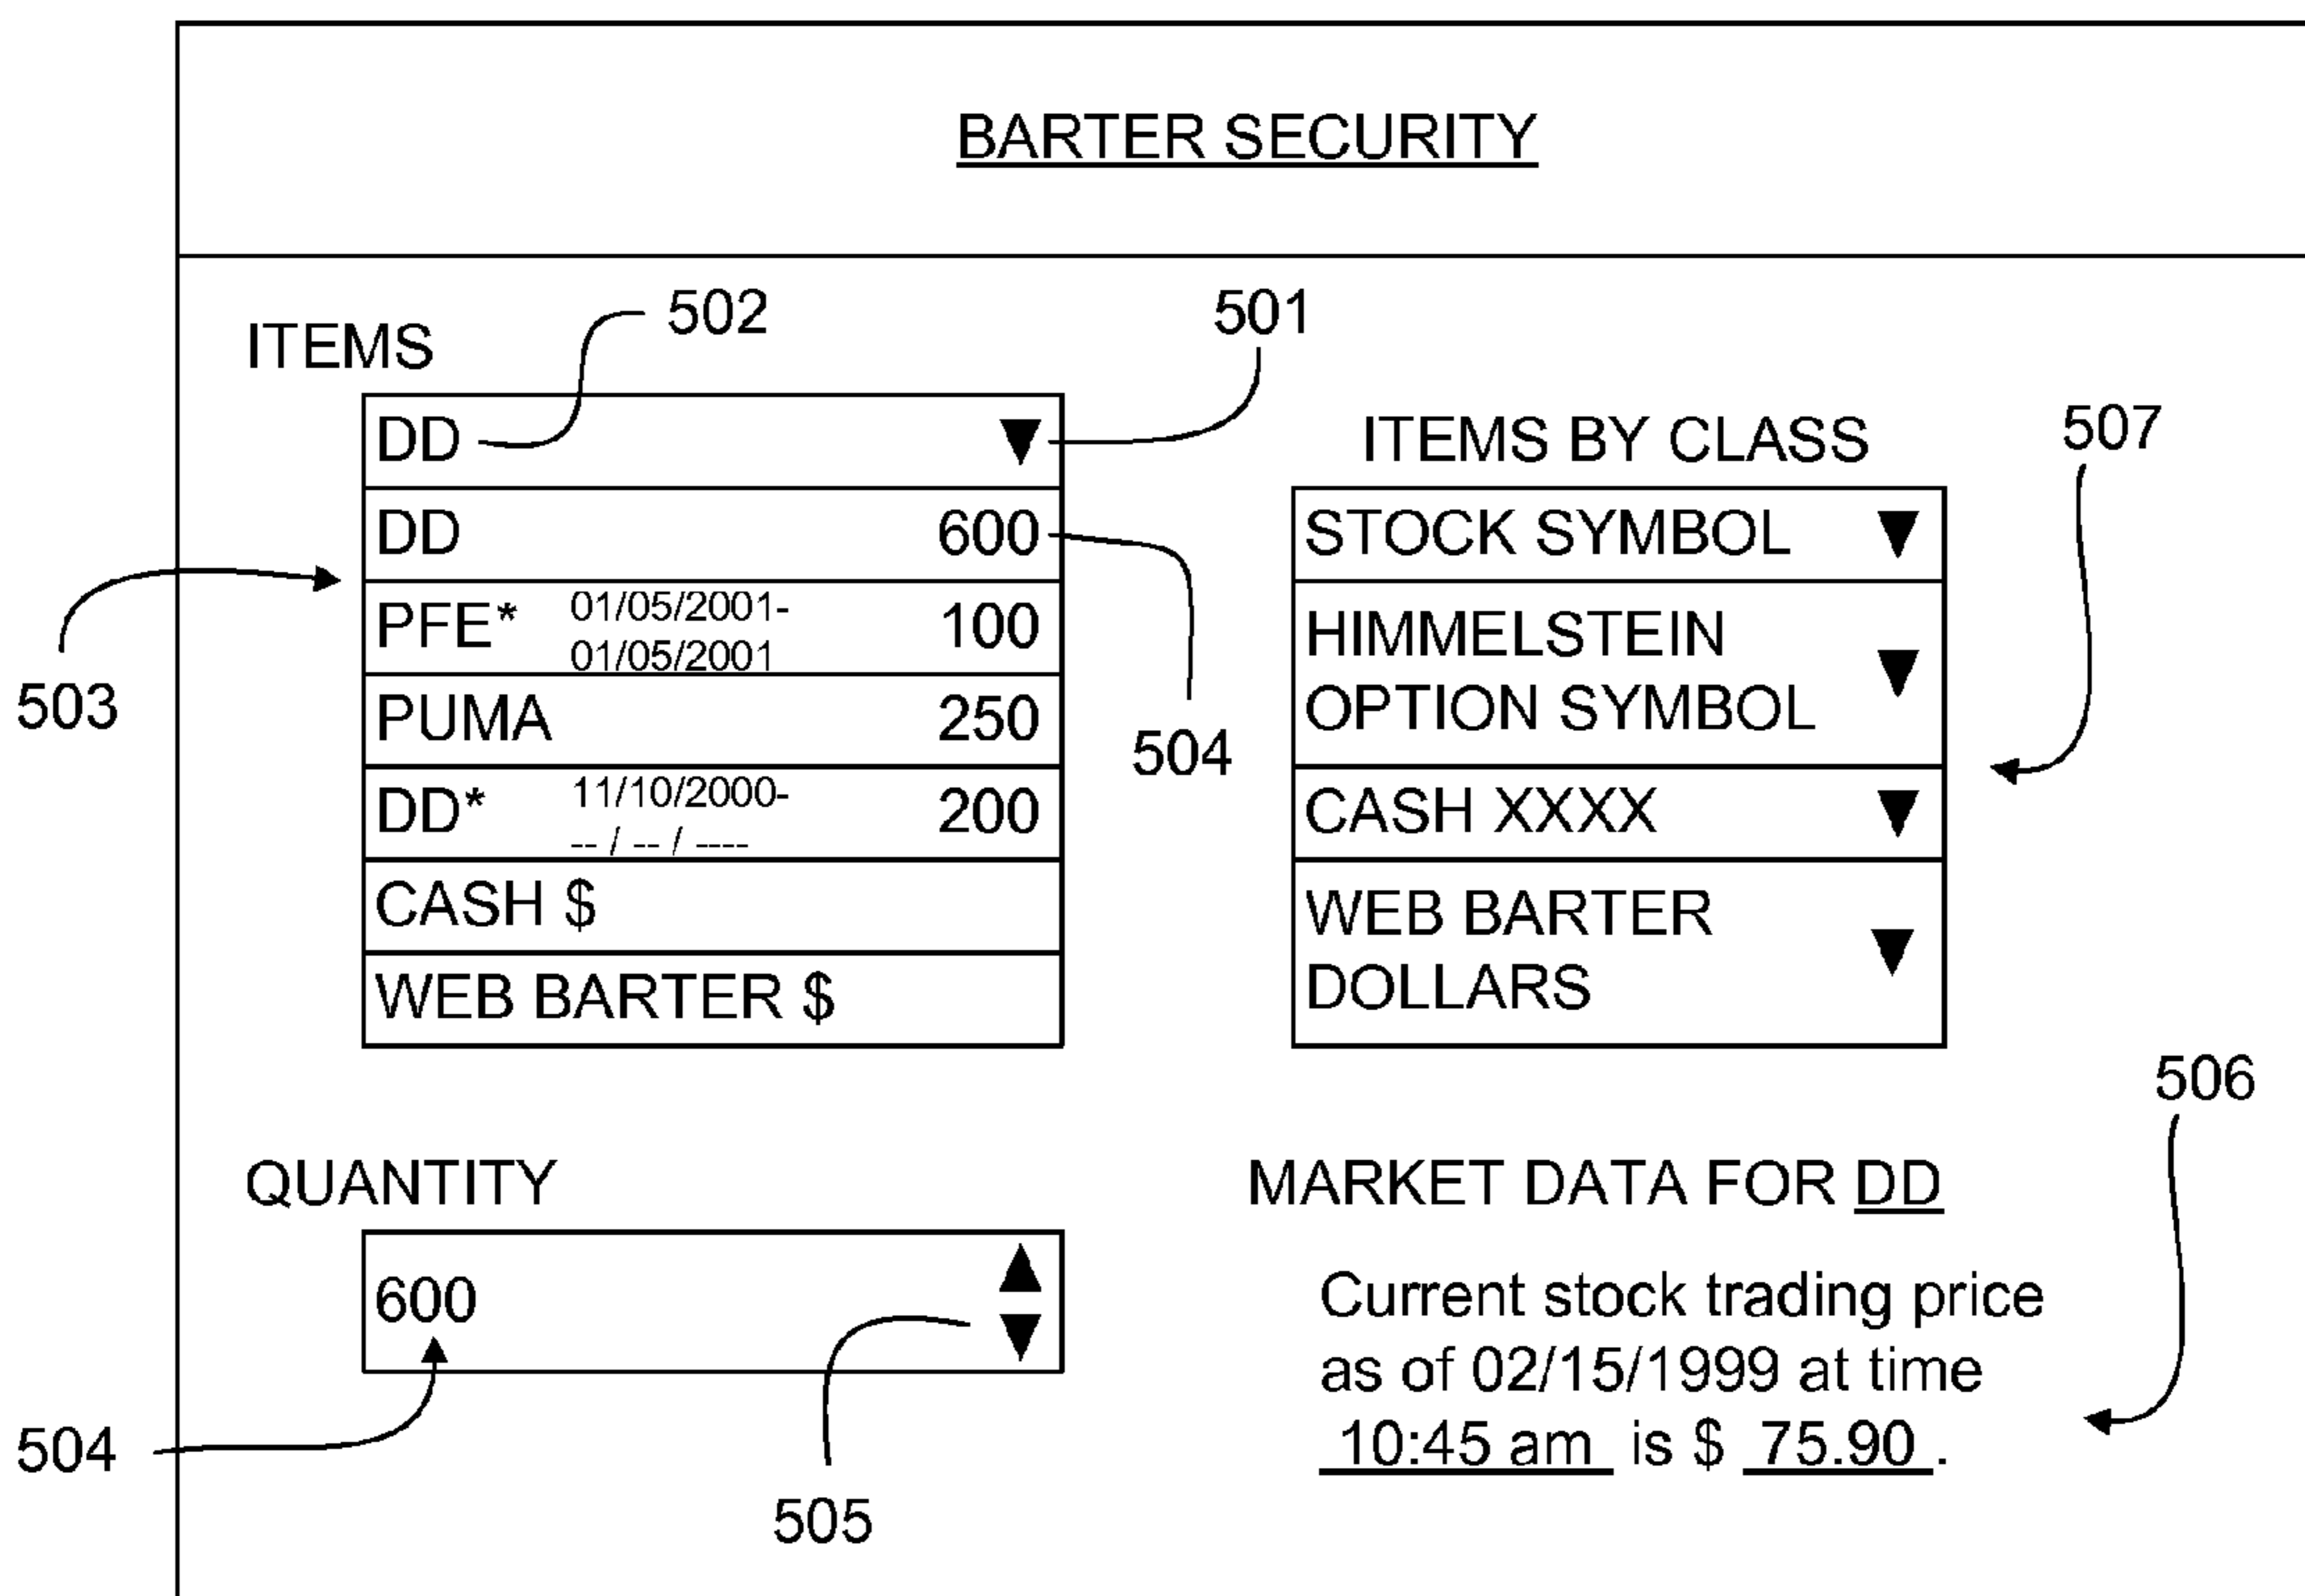 BARTER SECURITY
502
501
ITEMS
DD ▼
ITEMS BY CLASS
507
DD 600
STOCK SYMBOL ▼
503
PFE* 01/05/2001-
01/05/2001 100
HIMMELSTEIN
OPTION SYMBOL ▼
PUMA 250
504
DD* 11/10/2000-
-- / -- / ---- 200
CASH XXXX ▼
CASH $
WEB BARTER
DOLLARS ▼
WEB BARTER $
506
QUANTITY
MARKET DATA FOR DD
600
Current stock trading price
as of 02/15/1999 at time
10:45 am is $ 75.90 .
504
505